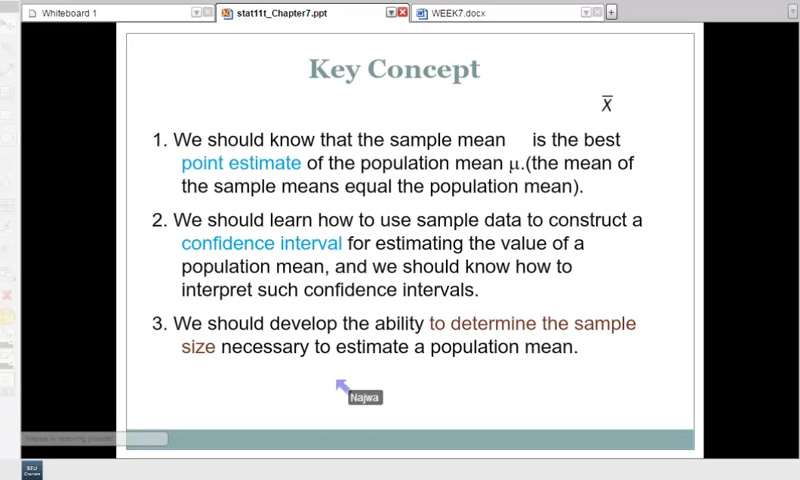 Whiteboard 1
stat11t_Chapter7.ppt
WEEK7.docx
Key Concept
x̄
1. We should know that the sample mean is the best
point estimate of the population mean μ.(the mean of
the sample means equal the population mean).
2. We should learn how to use sample data to construct a
confidence interval for estimating the value of a
population mean, and we should know how to
interpret such confidence intervals.
3. We should develop the ability to determine the sample
size necessary to estimate a population mean.
Najwa
SEU